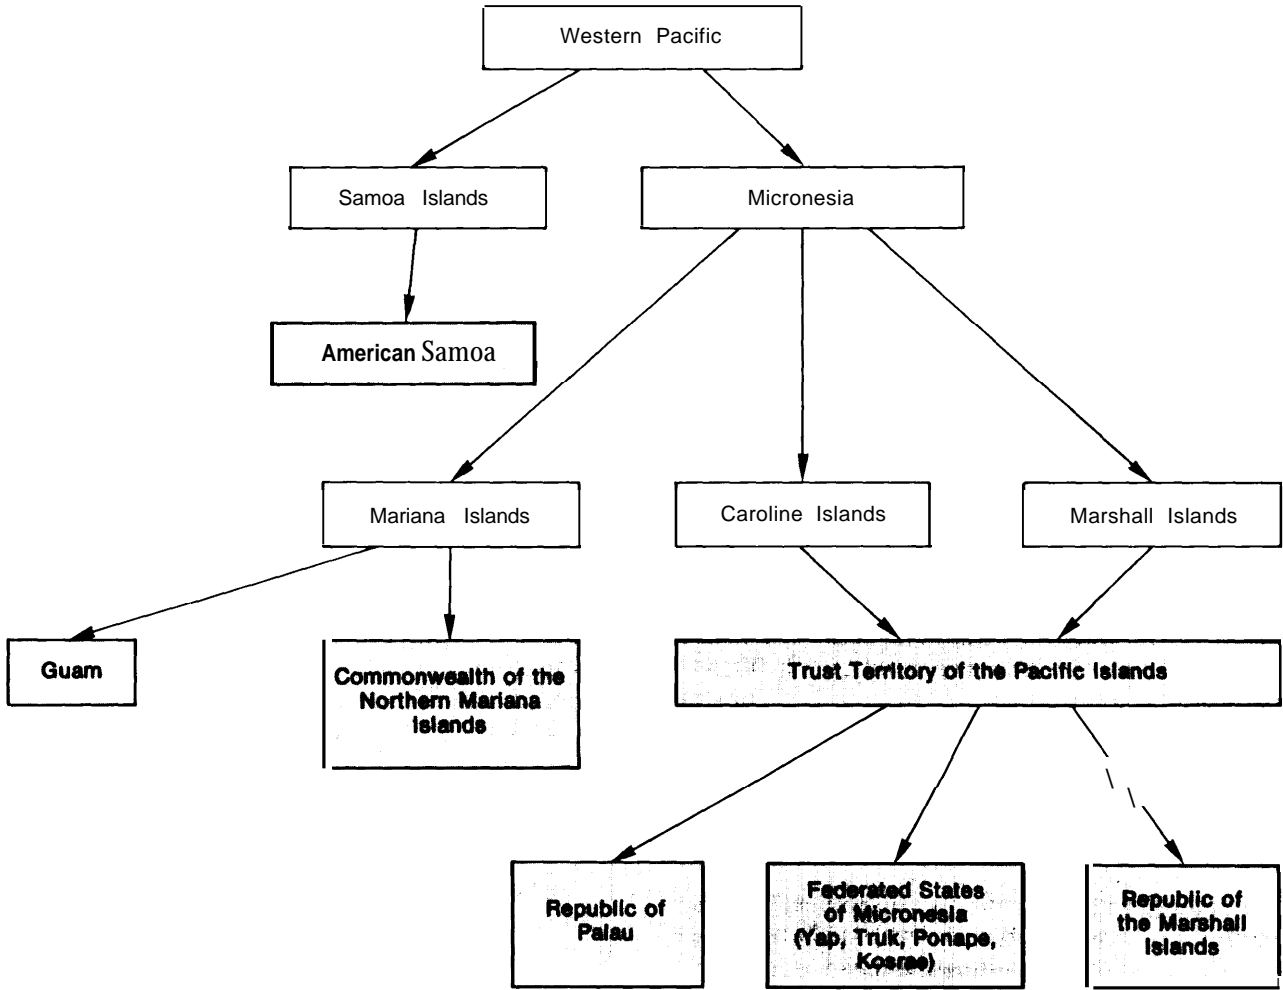 Western Pacific
Samoa Islands
Micronesia
American Samoa
Mariana Islands
Caroline Islands
Marshall Islands
Guam
Commonwealth of the
Northern Mariana
Islands
Trust Territory of the Pacific Islands
Republic of
Palau
Federated States
of Micronesia
(Yap, Truk, Ponape,
Kosrae)
Republic of
the Marshall
Islands